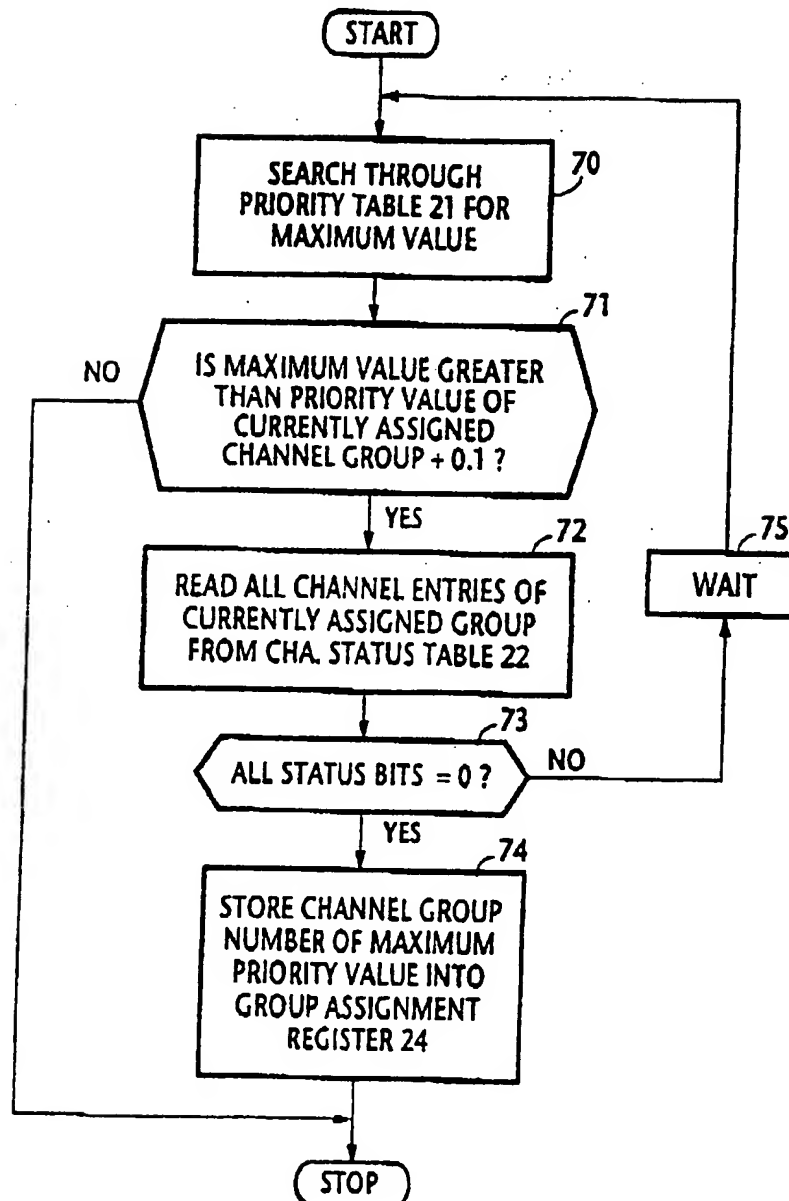 START
70
SEARCH THROUGH
PRIORITY TABLE 21 FOR
MAXIMUM VALUE
71
NO
IS MAXIMUM VALUE GREATER
THAN PRIORITY VALUE OF
CURRENTLY ASSIGNED
CHANNEL GROUP + 0.1 ?
YES
72
75
READ ALL CHANNEL ENTRIES OF
CURRENTLY ASSIGNED GROUP
FROM CHA. STATUS TABLE 22
WAIT
73
ALL STATUS BITS = 0 ?
NO
YES
74
STORE CHANNEL GROUP
NUMBER OF MAXIMUM
PRIORITY VALUE INTO
GROUP ASSIGNMENT
REGISTER 24
STOP